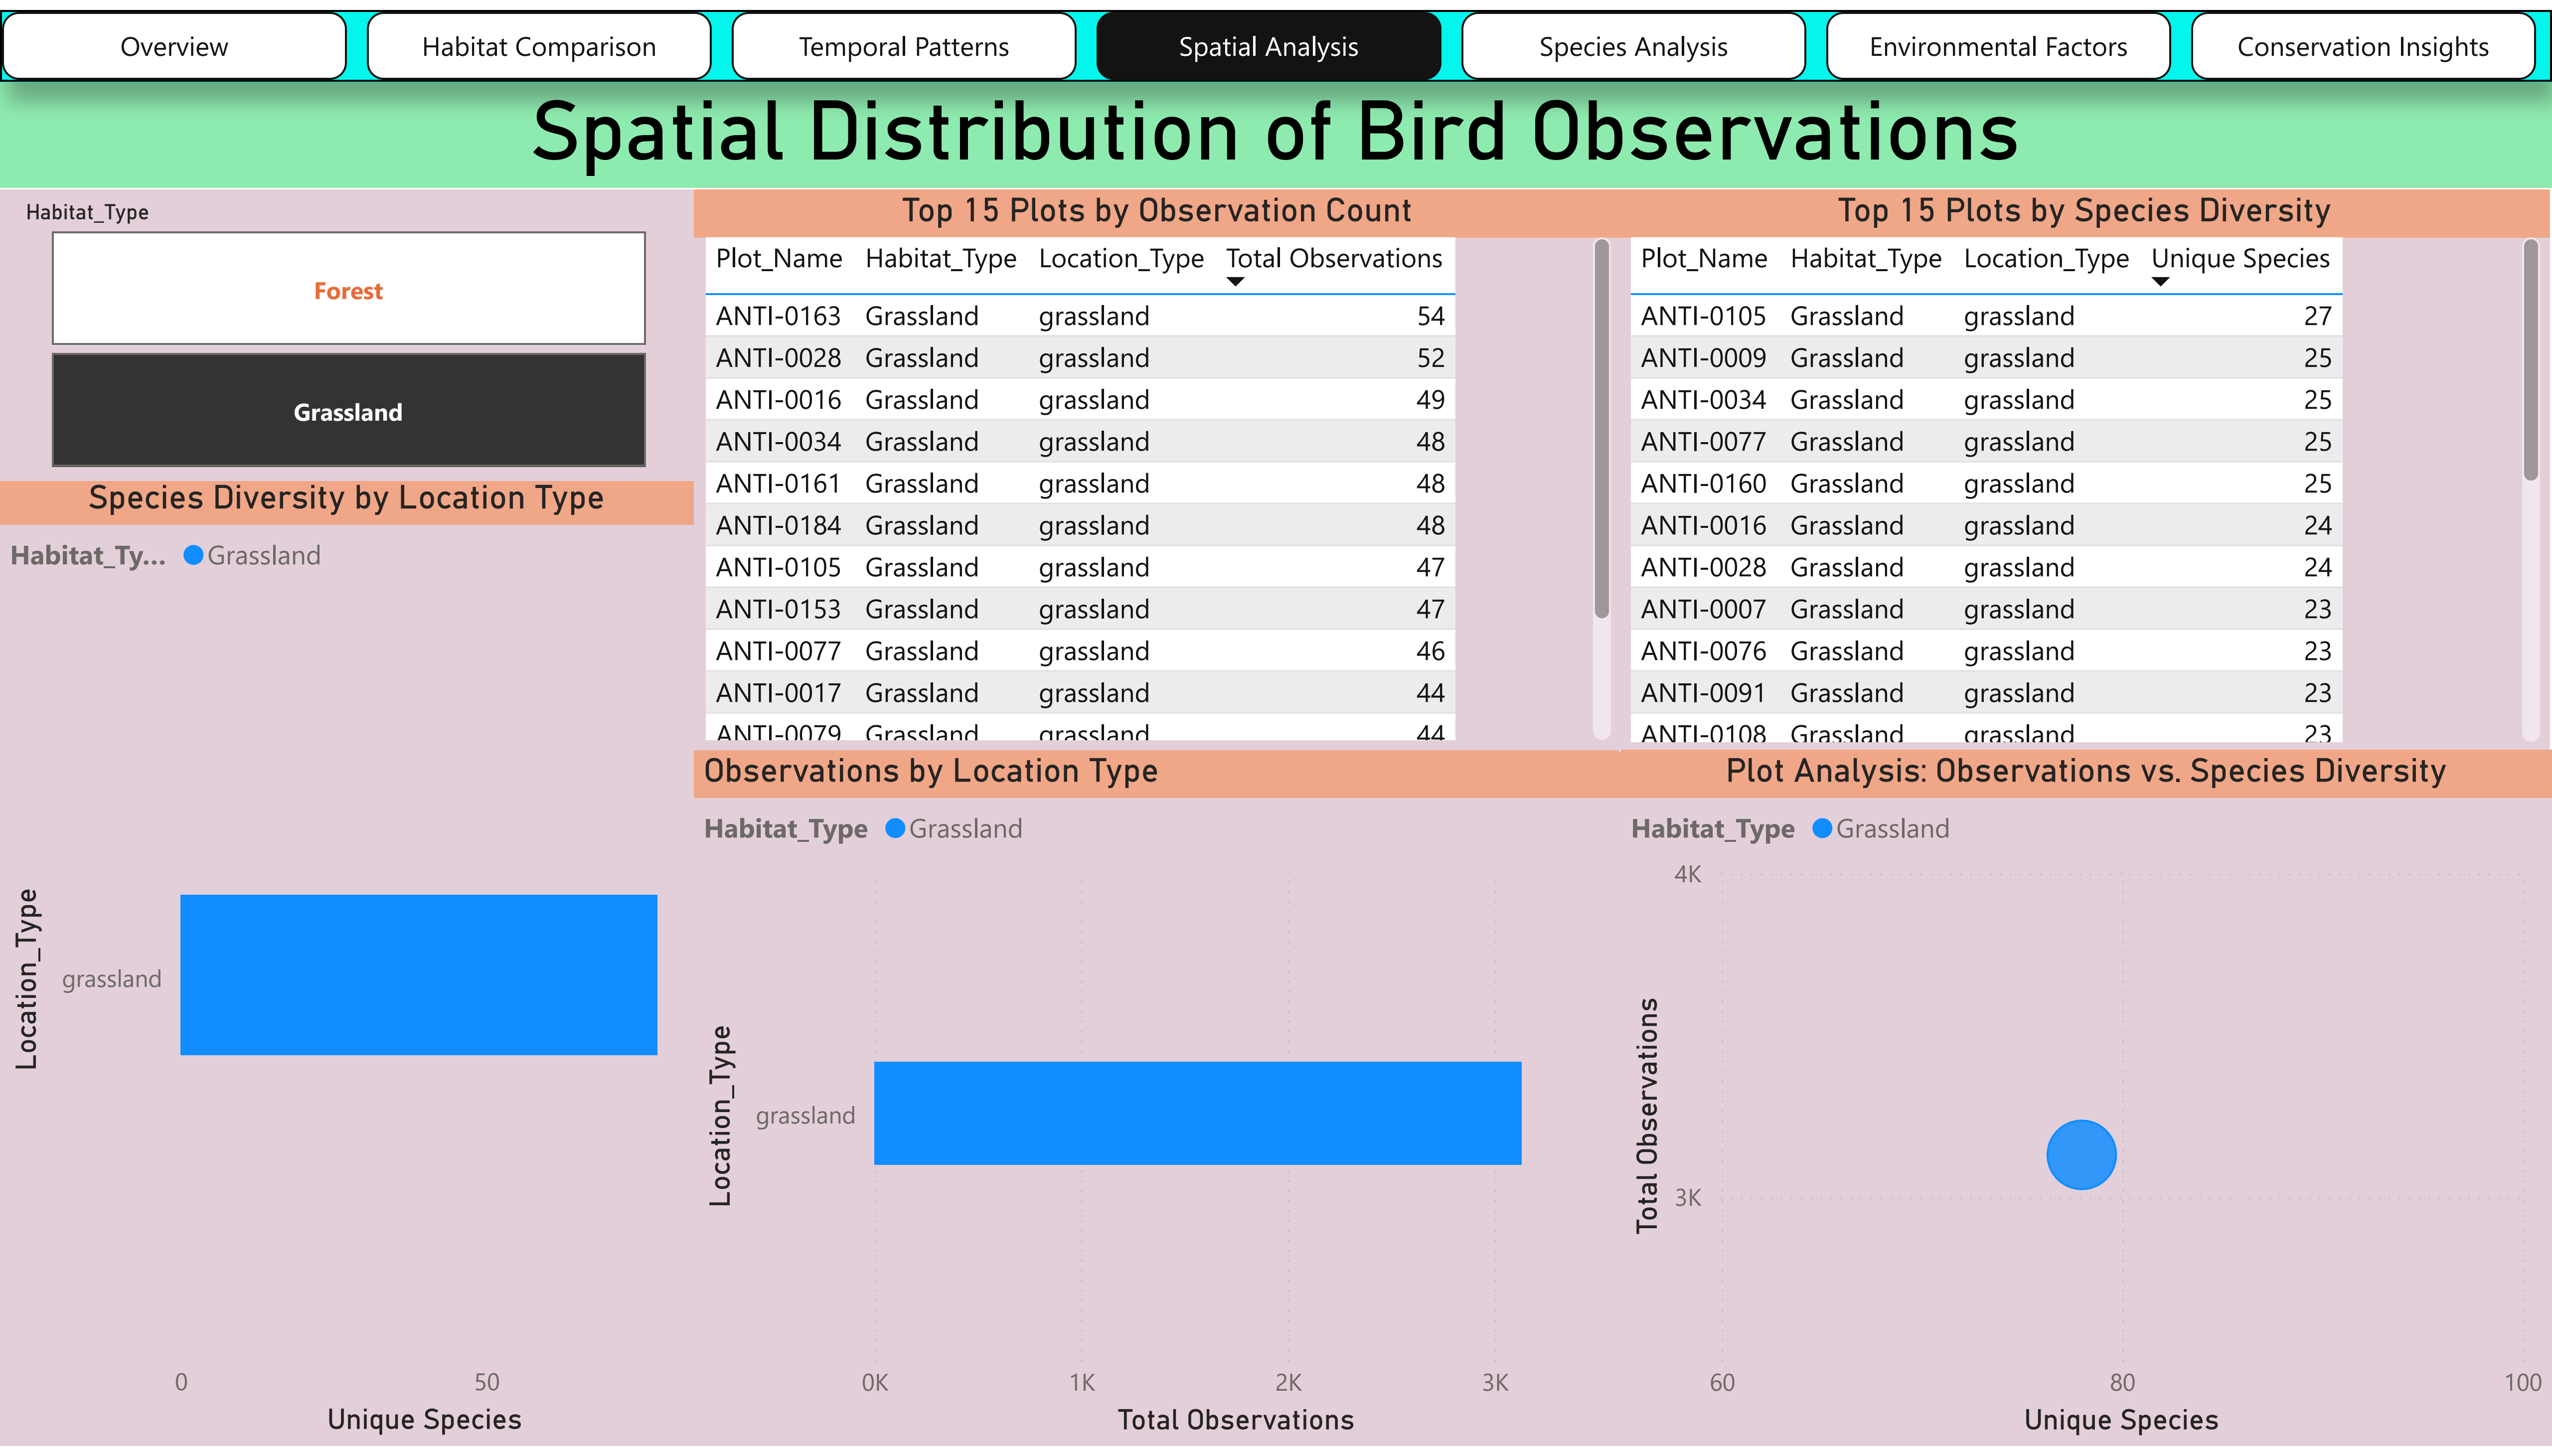 Overview Habitat Comparison Temporal Patterns Spatial Analysis Species Analysis Environmental Factors Conservation Insights
Spatial Distribution of Bird Observations
Habitat_Type
Forest
Grassland
Species Diversity by Location Type
Habitat_Ty... Grassland
Location_Type
grassland
0 50
Unique Species
Top 15 Plots by Observation Count
Plot_Name Habitat_Type Location_Type Total Observations
ANTI-0163 Grassland grassland 54
ANTI-0028 Grassland grassland 52
ANTI-0016 Grassland grassland 49
ANTI-0034 Grassland grassland 48
ANTI-0161 Grassland grassland 48
ANTI-0184 Grassland grassland 48
ANTI-0105 Grassland grassland 47
ANTI-0153 Grassland grassland 47
ANTI-0077 Grassland grassland 46
ANTI-0017 Grassland grassland 44
ANTI-0079 Grassland grassland 44
Top 15 Plots by Species Diversity
Plot_Name Habitat_Type Location_Type Unique Species
ANTI-0105 Grassland grassland 27
ANTI-0009 Grassland grassland 25
ANTI-0034 Grassland grassland 25
ANTI-0077 Grassland grassland 25
ANTI-0160 Grassland grassland 25
ANTI-0016 Grassland grassland 24
ANTI-0028 Grassland grassland 24
ANTI-0007 Grassland grassland 23
ANTI-0076 Grassland grassland 23
ANTI-0091 Grassland grassland 23
ANTI-0108 Grassland grassland 23
Observations by Location Type
Habitat_Type Grassland
Location_Type
grassland
0K 1K 2K 3K
Total Observations
Plot Analysis: Observations vs. Species Diversity
Habitat_Type Grassland
4K
Total Observations
3K
60 80 100
Unique Species